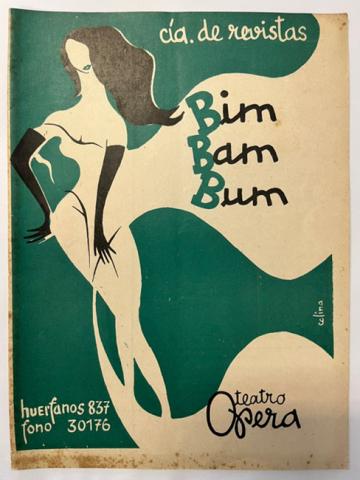 cía. de revistas
Bim
Bam
Bum
celina
huerfanos 837
fono 30176
teatro
Opera